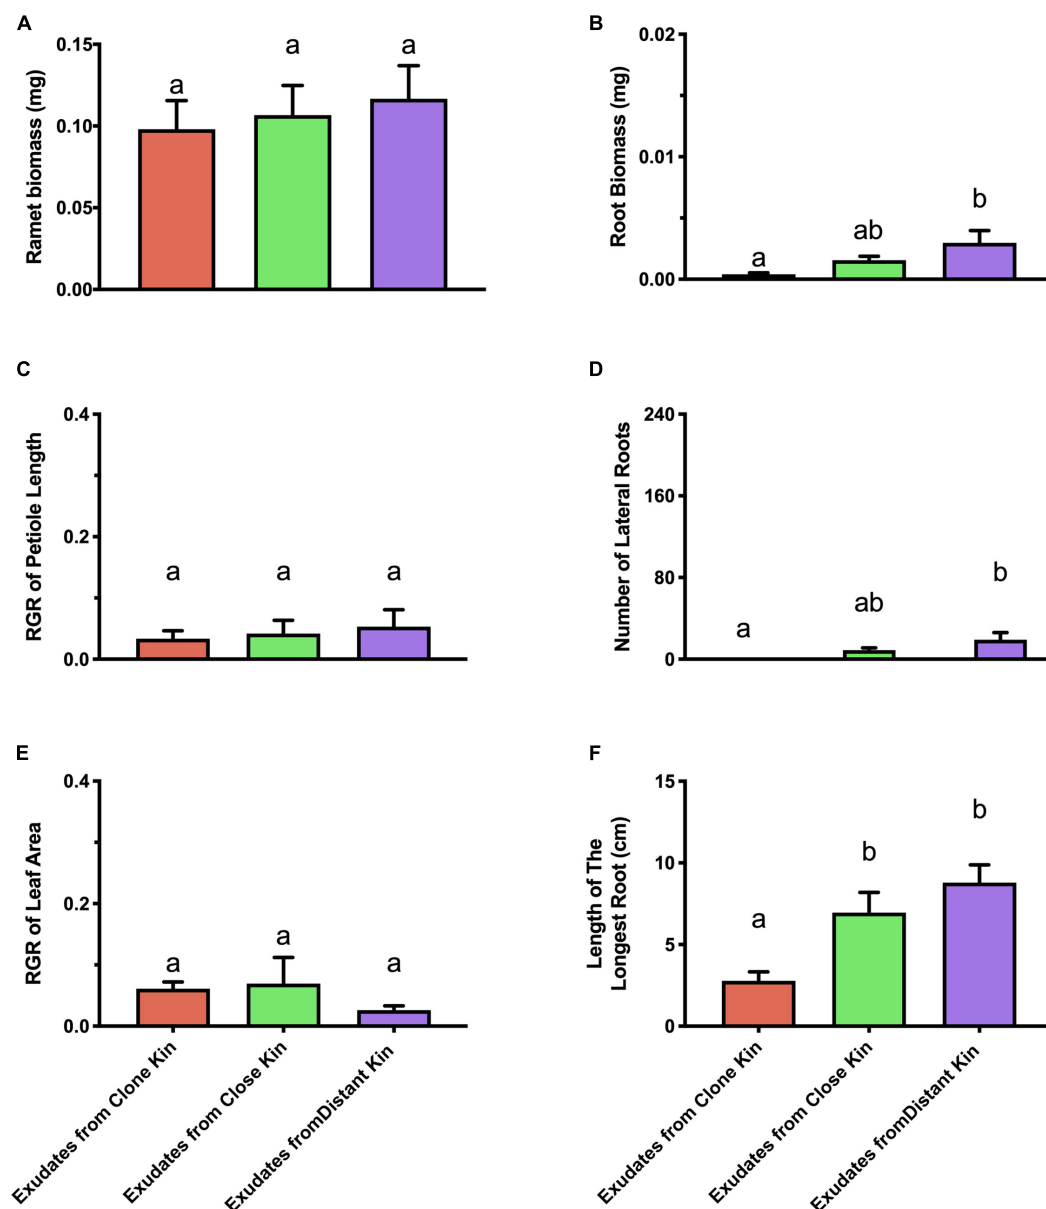 A
Ramet biomass (mg)
0.15
0.10
0.05
0.00
a
a
a
B
Root Biomass (mg)
0.02
0.01
0.00
a
ab
b
C
RGR of Petiole Length
0.4
0.2
0.0
a
a
a
D
Number of Lateral Roots
240
160
80
0
a
ab
b
E
RGR of Leaf Area
0.4
0.2
0.0
a
a
a
Exudates from Clone Kin
Exudates from Close Kin
Exudates fromDistant Kin
F
Length of The
Longest Root (cm)
15
10
5
0
a
b
b
Exudates from Clone Kin
Exudates from Close Kin
Exudates fromDistant Kin